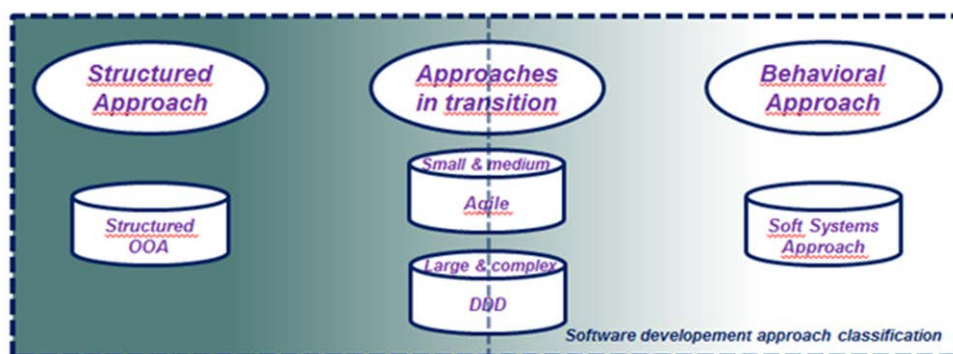 Structured
Approach
Approaches
in transition
Behavioral
Approach
Small & medium
Agile
Structured
OOA
Soft Systems
Approach
Large & complex
DDD
Software developement approach classification